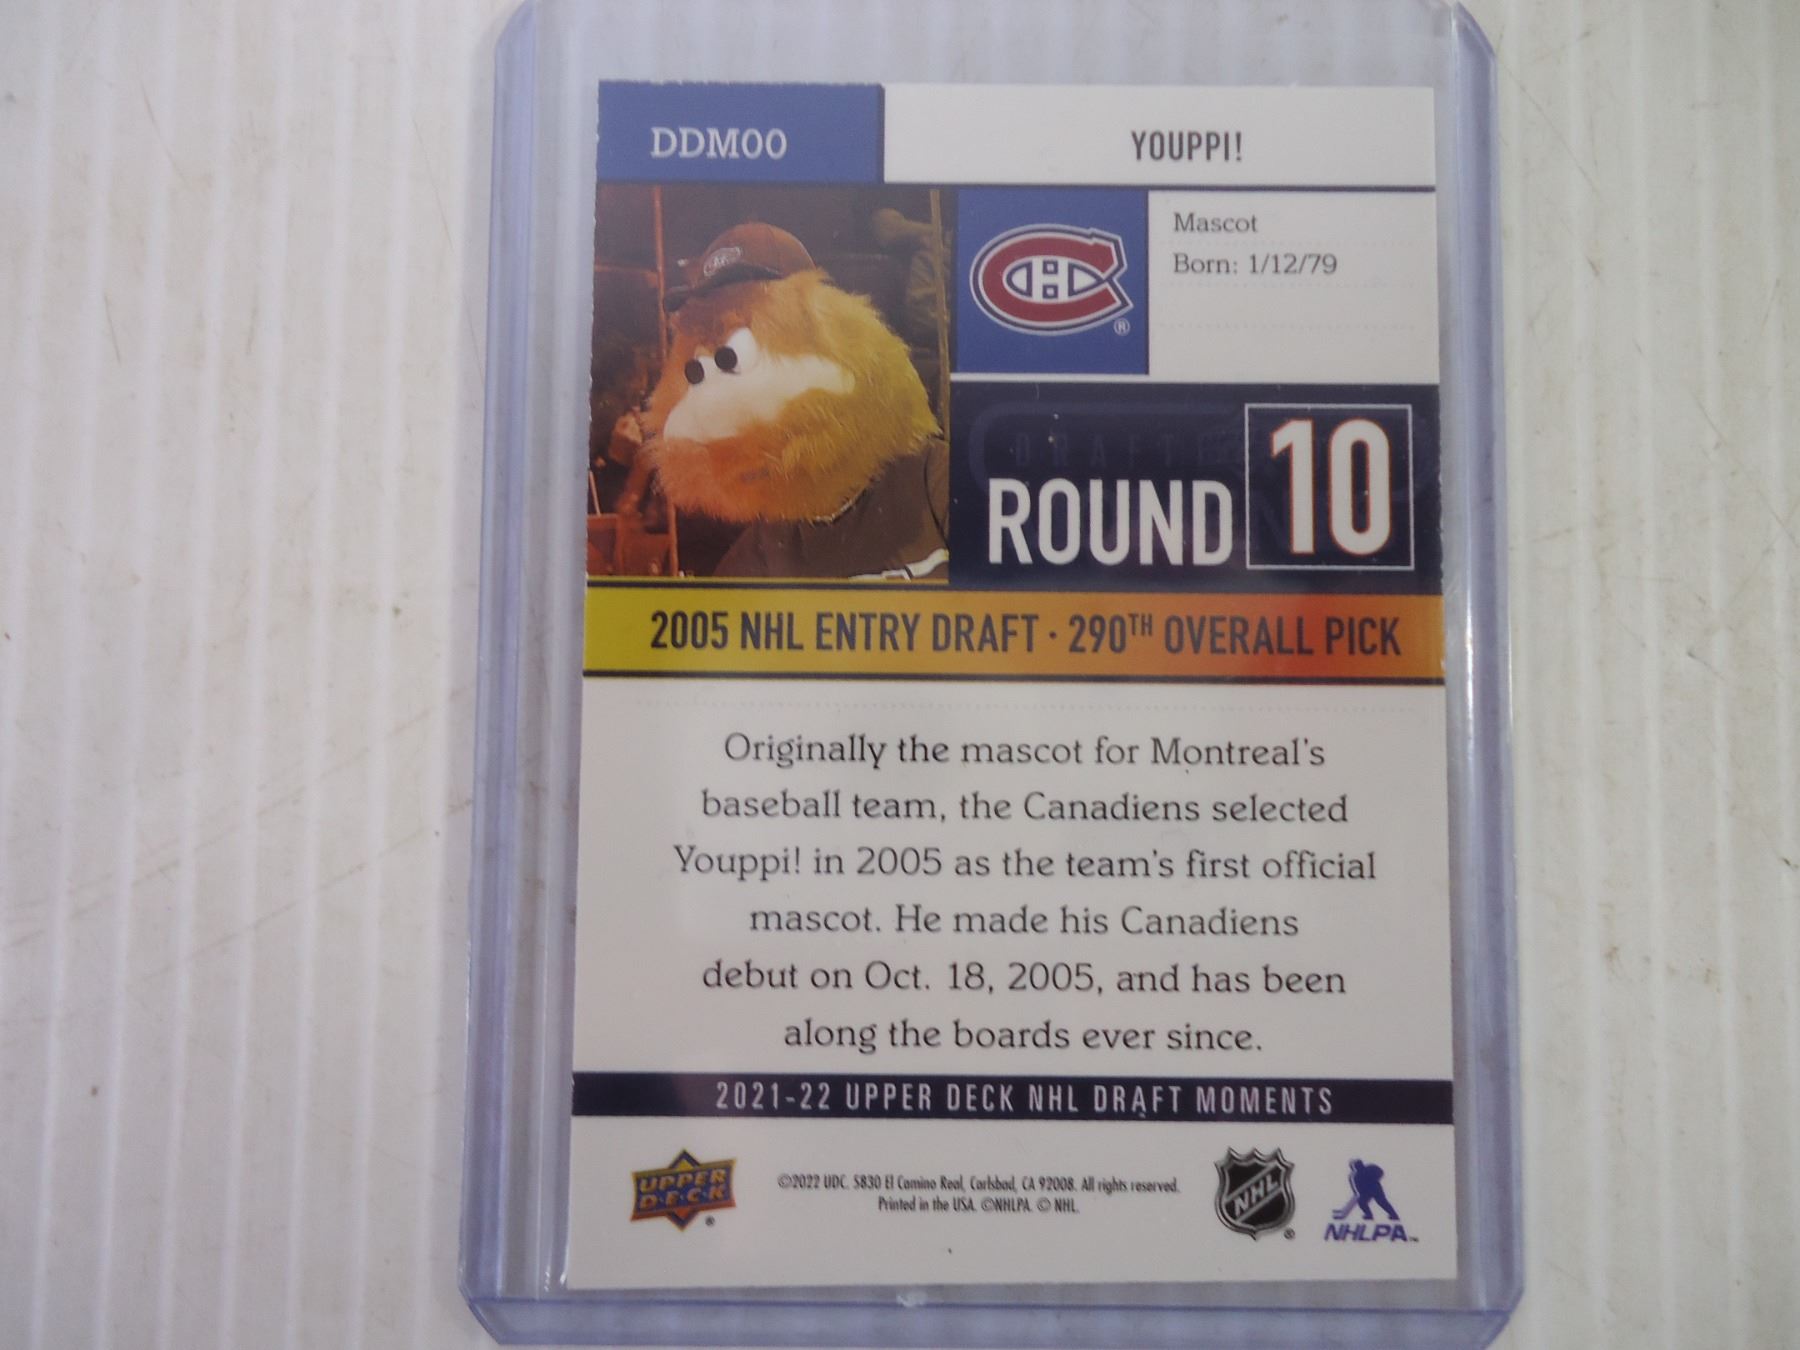 DDM00
YOUPPI!
Mascot
Born: 1/12/79
DRAFT
ROUND 10
2005 NHL ENTRY DRAFT · 290TH OVERALL PICK
Originally the mascot for Montreal's
baseball team, the Canadiens selected
Youppi! in 2005 as the team's first official
mascot. He made his Canadiens
debut on Oct. 18, 2005, and has been
along the boards ever since.
2021-22 UPPER DECK NHL DRAFT MOMENTS
UPPER
DECK
®
©2022 UDC. 5830 El Camino Real, Carlsbad, CA 92008. All rights reserved.
Printed in the USA. ©NHLPA. © NHL.
NHL
®
NHLPA™